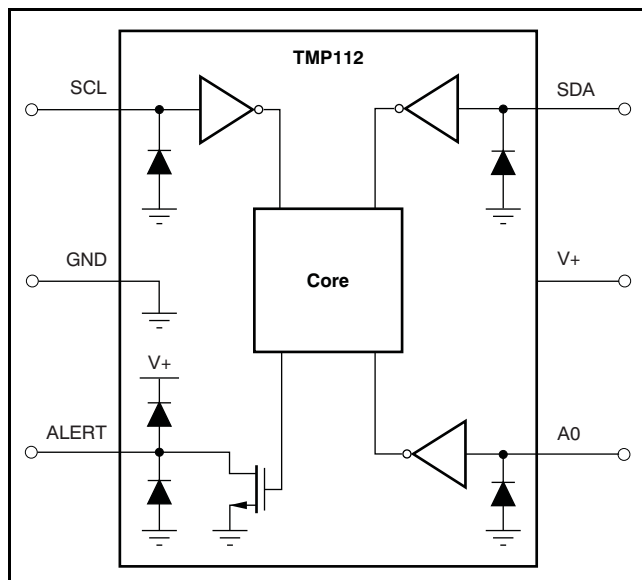 TMP112
SCL
SDA
GND
V+
Core
V+
ALERT
A0